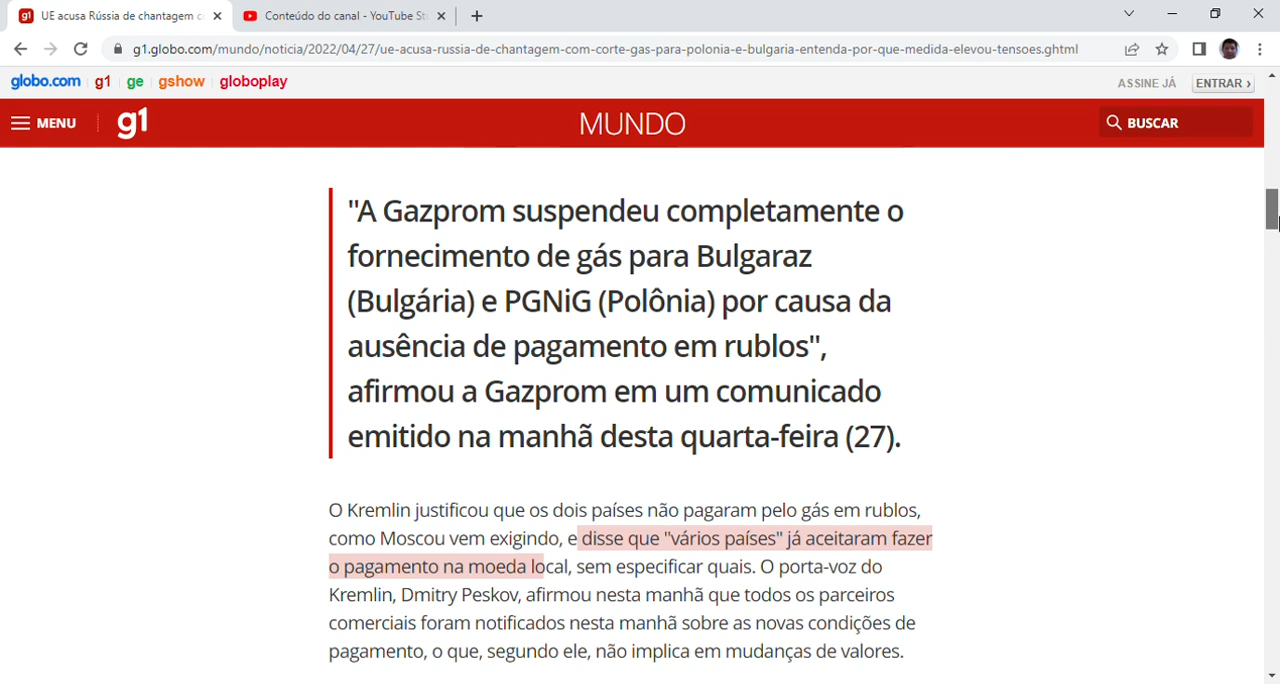 UE acusa Rússia de chantagem c
Conteúdo do canal - YouTube St
g1.globo.com/mundo/noticia/2022/04/27/ue-acusa-russia-de-chantagem-com-corte-gas-para-polonia-e-bulgaria-entenda-por-que-medida-elevou-tensoes.ghtml
globo.com g1 ge gshow globoplay ASSINE JÁ ENTRAR ›
MENU g1 MUNDO BUSCAR
"A Gazprom suspendeu completamente o
fornecimento de gás para Bulgaraz
(Bulgária) e PGNiG (Polônia) por causa da
ausência de pagamento em rublos",
afirmou a Gazprom em um comunicado
emitido na manhã desta quarta-feira (27).
O Kremlin justificou que os dois países não pagaram pelo gás em rublos,
como Moscou vem exigindo, e disse que "vários países" já aceitaram fazer
o pagamento na moeda local, sem especificar quais. O porta-voz do
Kremlin, Dmitry Peskov, afirmou nesta manhã que todos os parceiros
comerciais foram notificados nesta manhã sobre as novas condições de
pagamento, o que, segundo ele, não implica em mudanças de valores.